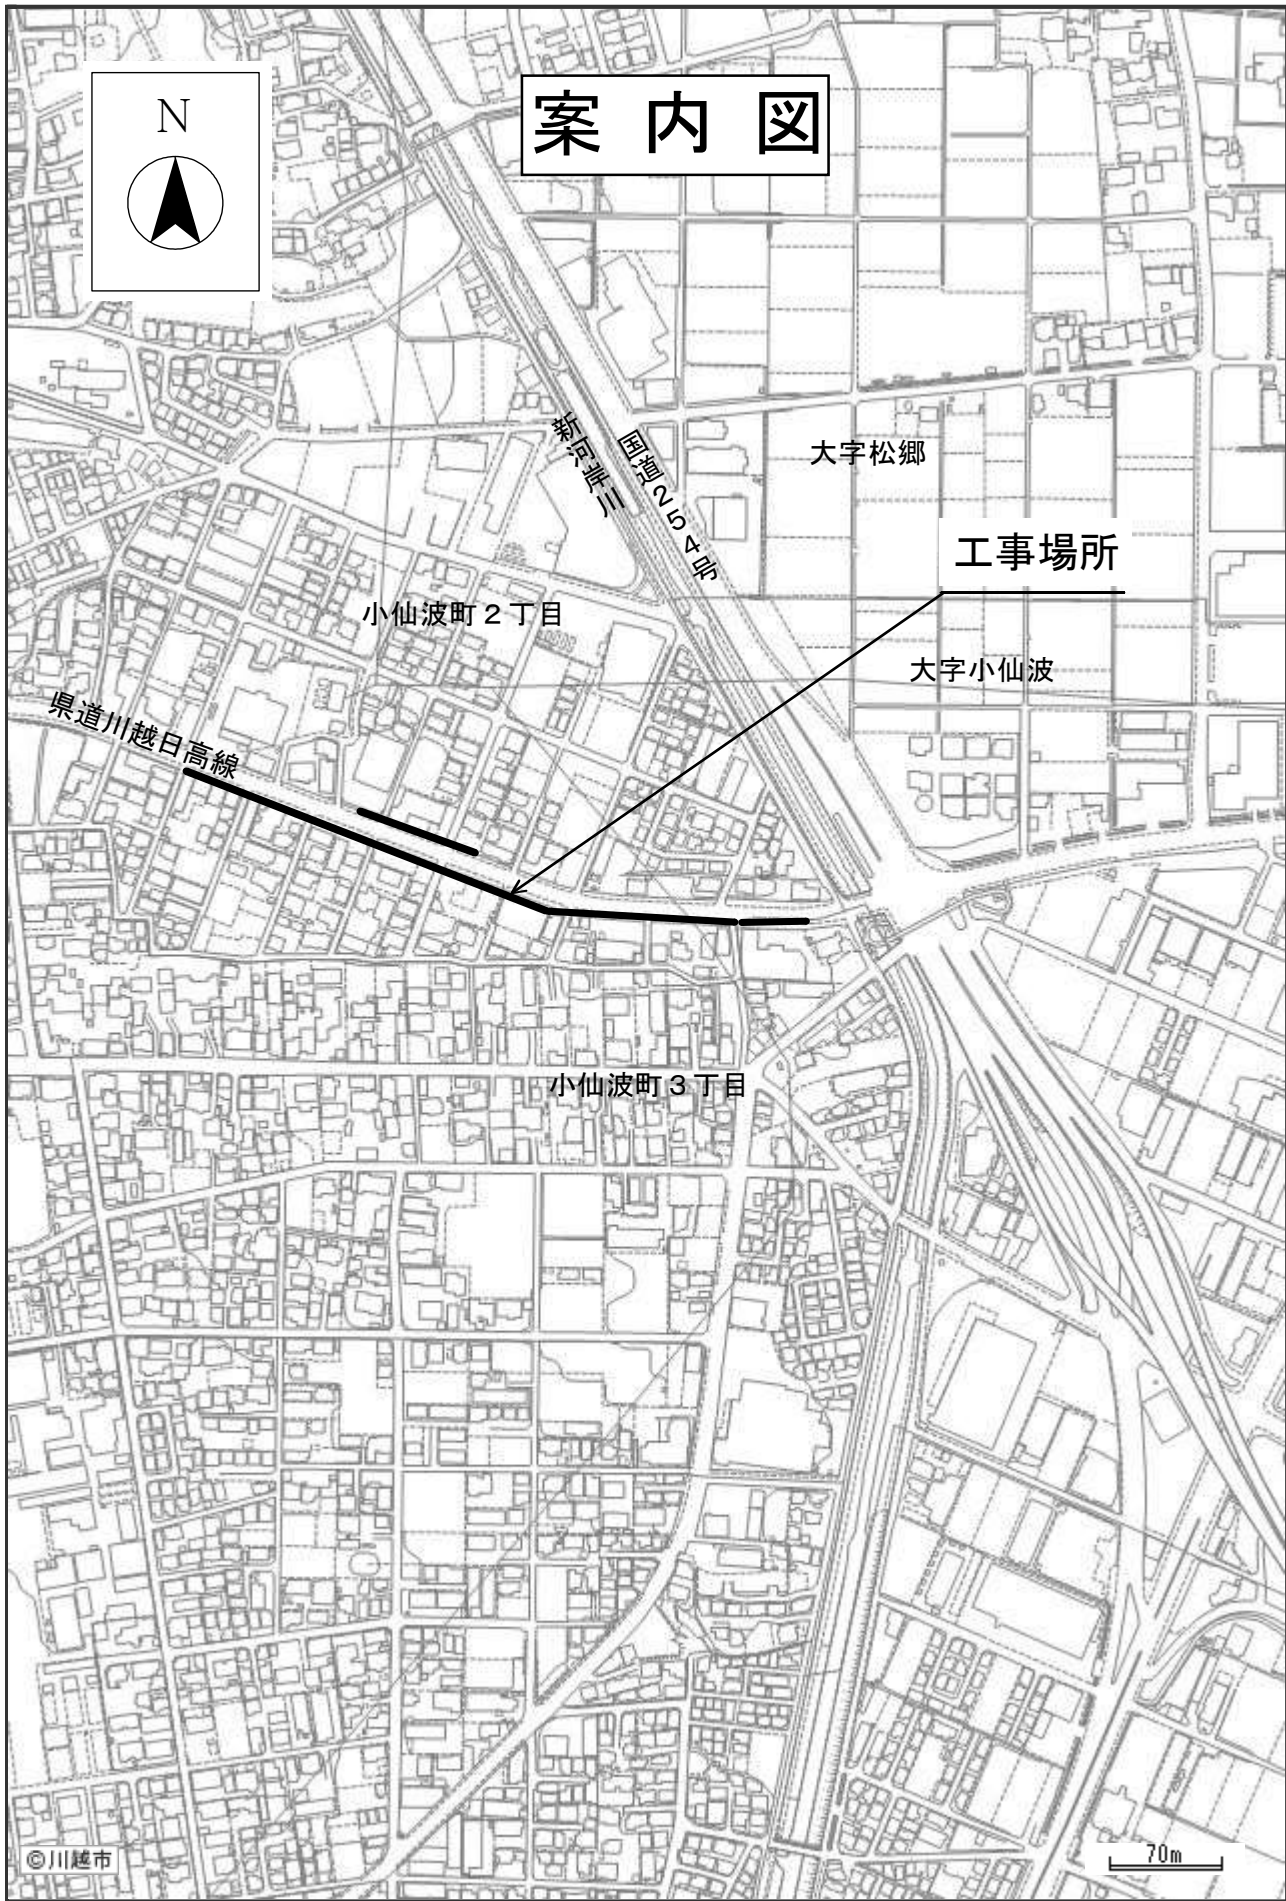 N
案内図
新河岸川
国道254号
大字松郷
工事場所
小仙波町2丁目
大字小仙波
県道川越日高線
小仙波町3丁目
©川越市
70m